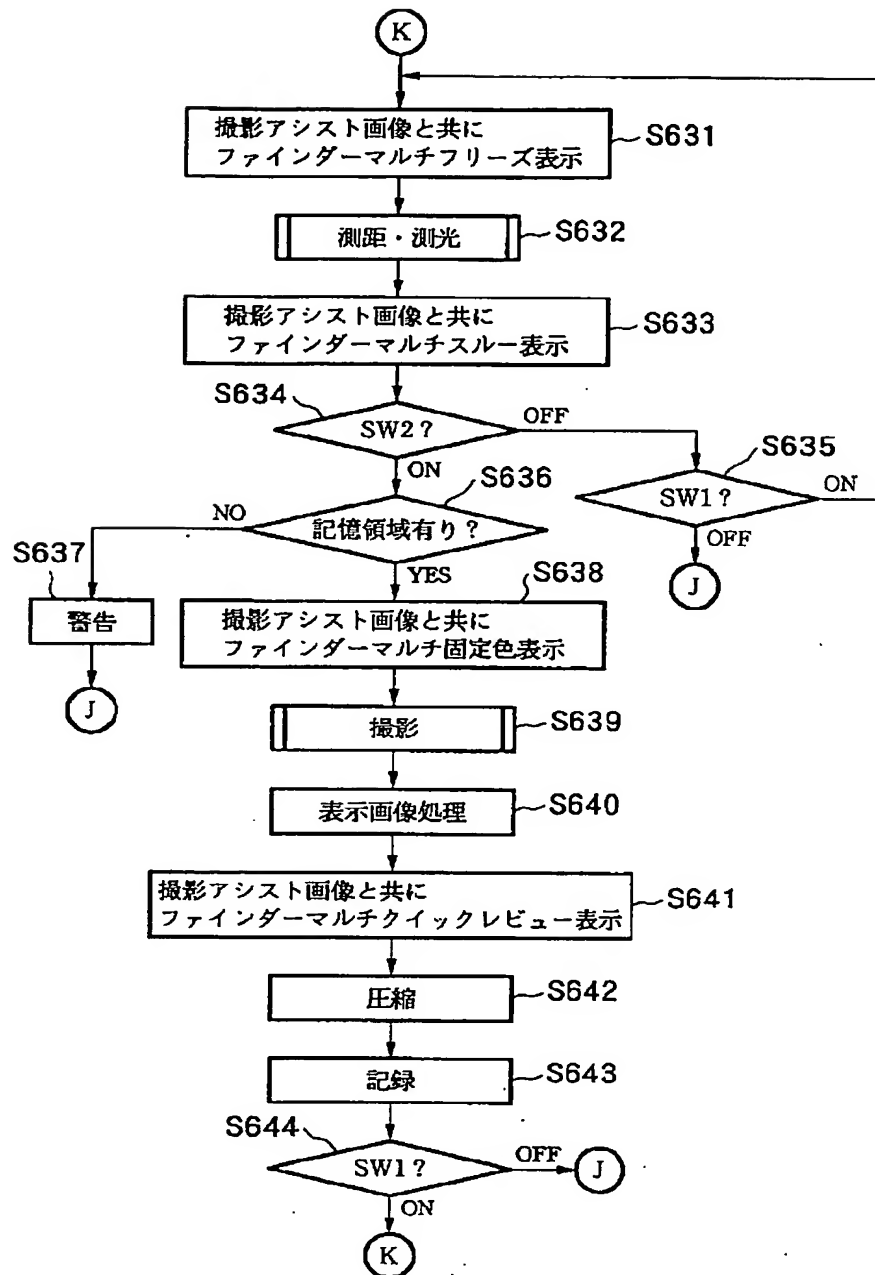 K
撮影アシスト画像と共に
ファインダーマルチフリーズ表示
S631
測距・測光
S632
撮影アシスト画像と共に
ファインダーマルチスルー表示
S633
S634
SW2?
OFF
ON
S635
SW1?
ON
OFF
J
S636
記憶領域有り?
NO
YES
S637
警告
J
S638
撮影アシスト画像と共に
ファインダーマルチ固定色表示
撮影
S639
表示画像処理
S640
撮影アシスト画像と共に
ファインダーマルチクイックレビュー表示
S641
圧縮
S642
記録
S643
S644
SW1?
OFF
J
ON
K